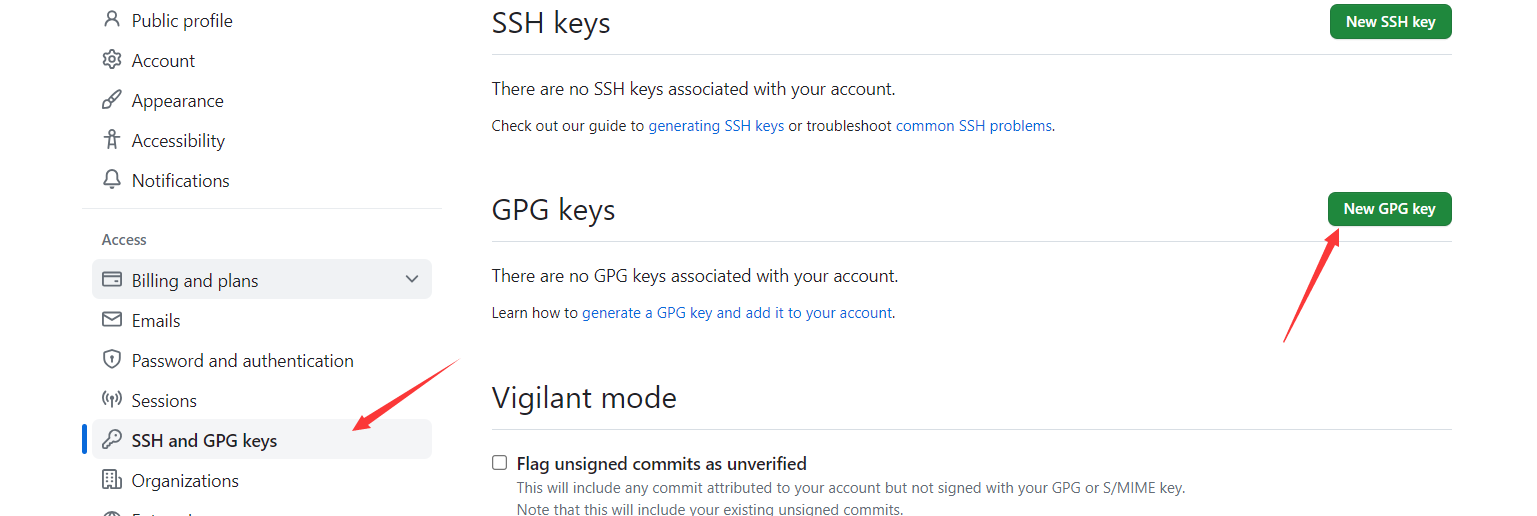 Public profile
Account
Appearance
Accessibility
Notifications
Access
Billing and plans
Emails
Password and authentication
Sessions
SSH and GPG keys
Organizations
SSH keys
New SSH key
There are no SSH keys associated with your account.
Check out our guide to generating SSH keys or troubleshoot common SSH problems.
GPG keys
New GPG key
There are no GPG keys associated with your account.
Learn how to generate a GPG key and add it to your account.
Vigilant mode
Flag unsigned commits as unverified
This will include any commit attributed to your account but not signed with your GPG or S/MIME key.
Note that this will include your existing unsigned commits.